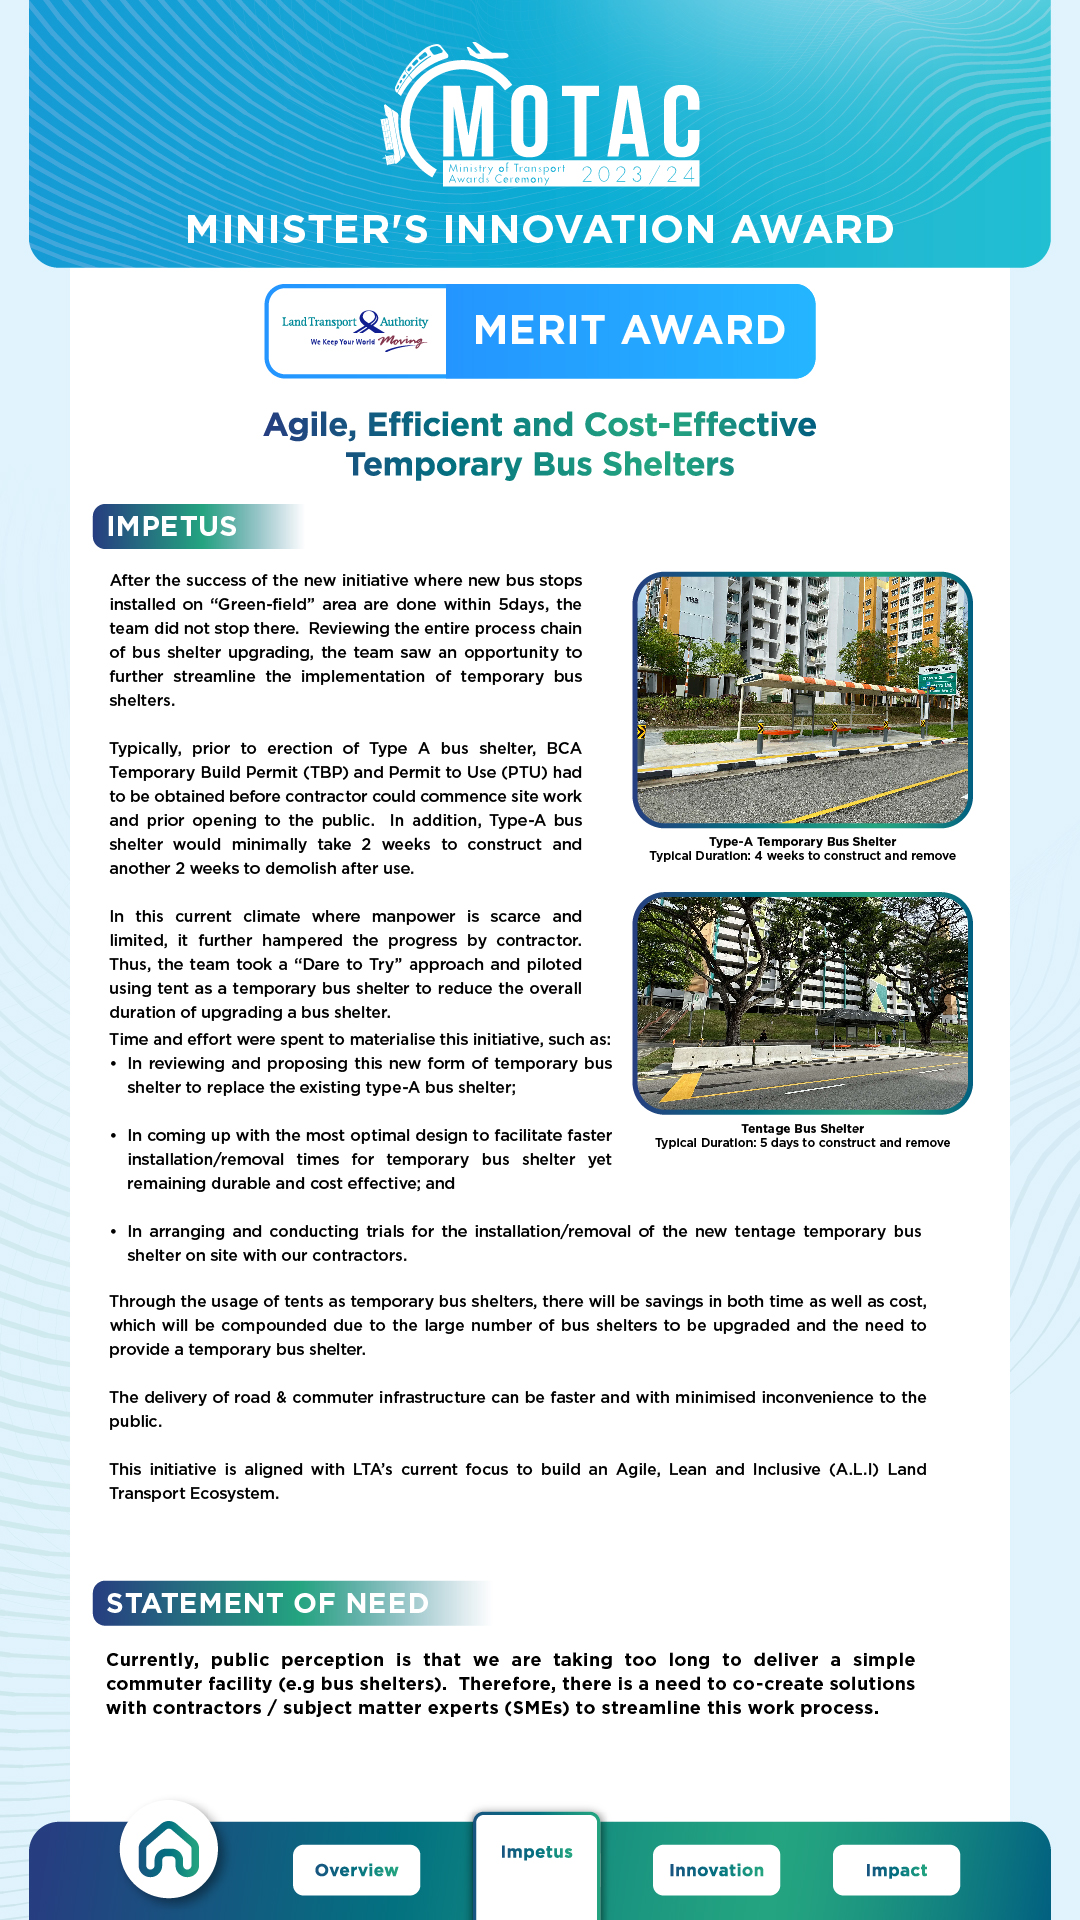 MOTAC
Ministry of Transport
Awards Ceremony
2023/24
MINISTER'S INNOVATION AWARD
Land Transport Authority
We Keep Your World Moving
MERIT AWARD
Agile, Efficient and Cost-Effective
Temporary Bus Shelters
IMPETUS
After the success of the new initiative where new bus stops
installed on “Green-field” area are done within 5days, the
team did not stop there.  Reviewing the entire process chain
of bus shelter upgrading, the team saw an opportunity to
further streamline the implementation of temporary bus
shelters.
Typically, prior to erection of Type A bus shelter, BCA
Temporary Build Permit (TBP) and Permit to Use (PTU) had
to be obtained before contractor could commence site work
and prior opening to the public.  In addition, Type-A bus
shelter would minimally take 2 weeks to construct and
another 2 weeks to demolish after use.
In this current climate where manpower is scarce and
limited, it further hampered the progress by contractor.
Thus, the team took a “Dare to Try” approach and piloted
using tent as a temporary bus shelter to reduce the overall
duration of upgrading a bus shelter.
Time and effort were spent to materialise this initiative, such as:
• In reviewing and proposing this new form of temporary bus
shelter to replace the existing type-A bus shelter;
• In coming up with the most optimal design to facilitate faster
installation/removal times for temporary bus shelter yet
remaining durable and cost effective; and
• In arranging and conducting trials for the installation/removal of the new tentage temporary bus
shelter on site with our contractors.
Type-A Temporary Bus Shelter
Typical Duration: 4 weeks to construct and remove
Tentage Bus Shelter
Typical Duration: 5 days to construct and remove
Through the usage of tents as temporary bus shelters, there will be savings in both time as well as cost,
which will be compounded due to the large number of bus shelters to be upgraded and the need to
provide a temporary bus shelter.
The delivery of road & commuter infrastructure can be faster and with minimised inconvenience to the
public.
This initiative is aligned with LTA’s current focus to build an Agile, Lean and Inclusive (A.L.I) Land
Transport Ecosystem.
STATEMENT OF NEED
Currently, public perception is that we are taking too long to deliver a simple
commuter facility (e.g bus shelters).  Therefore, there is a need to co-create solutions
with contractors / subject matter experts (SMEs) to streamline this work process.
Overview
Impetus
Innovation
Impact